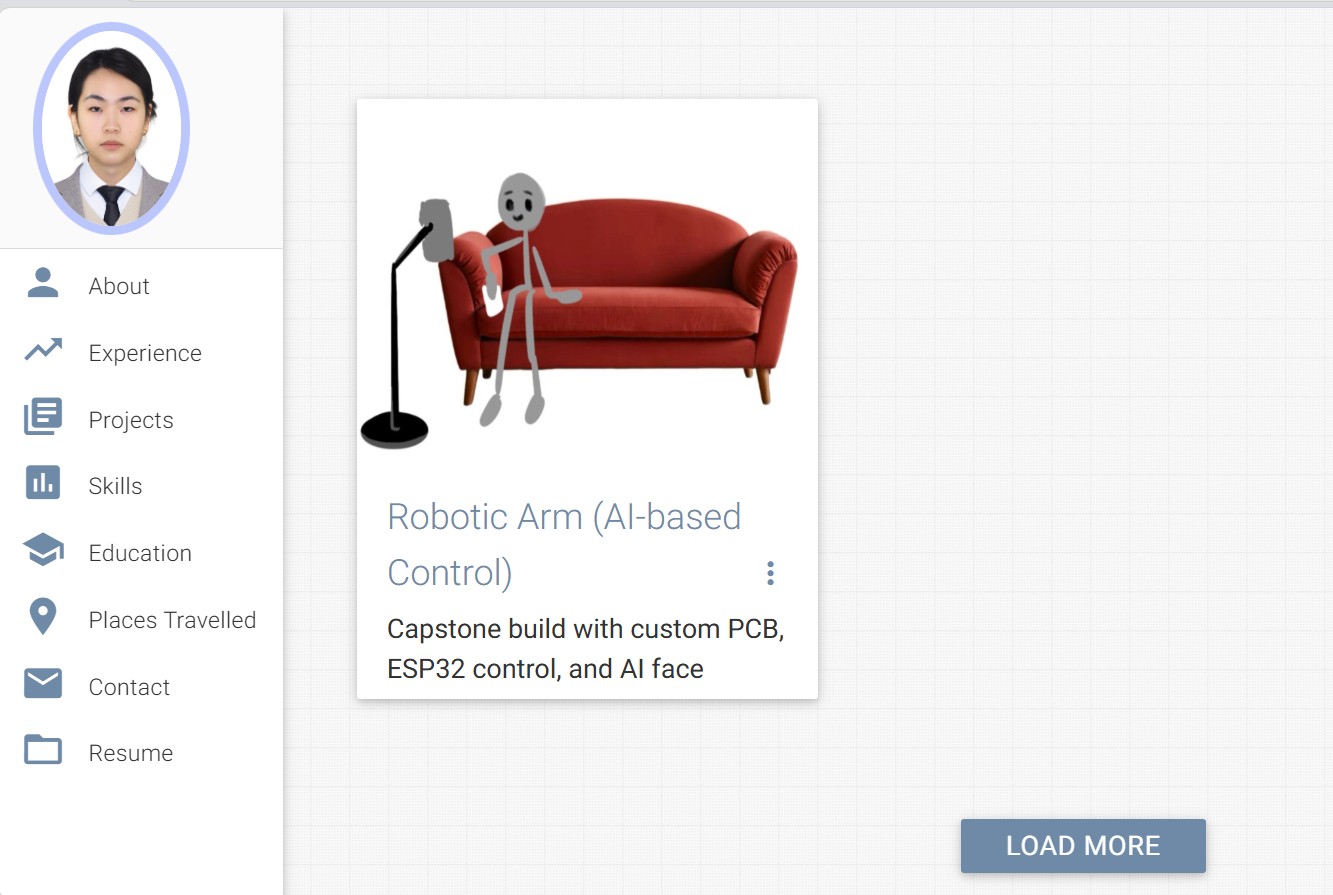 About
Experience
Projects
Skills
Education
Places Travelled
Contact
Resume
Robotic Arm (AI-based
Control)
Capstone build with custom PCB,
ESP32 control, and AI face
LOAD MORE